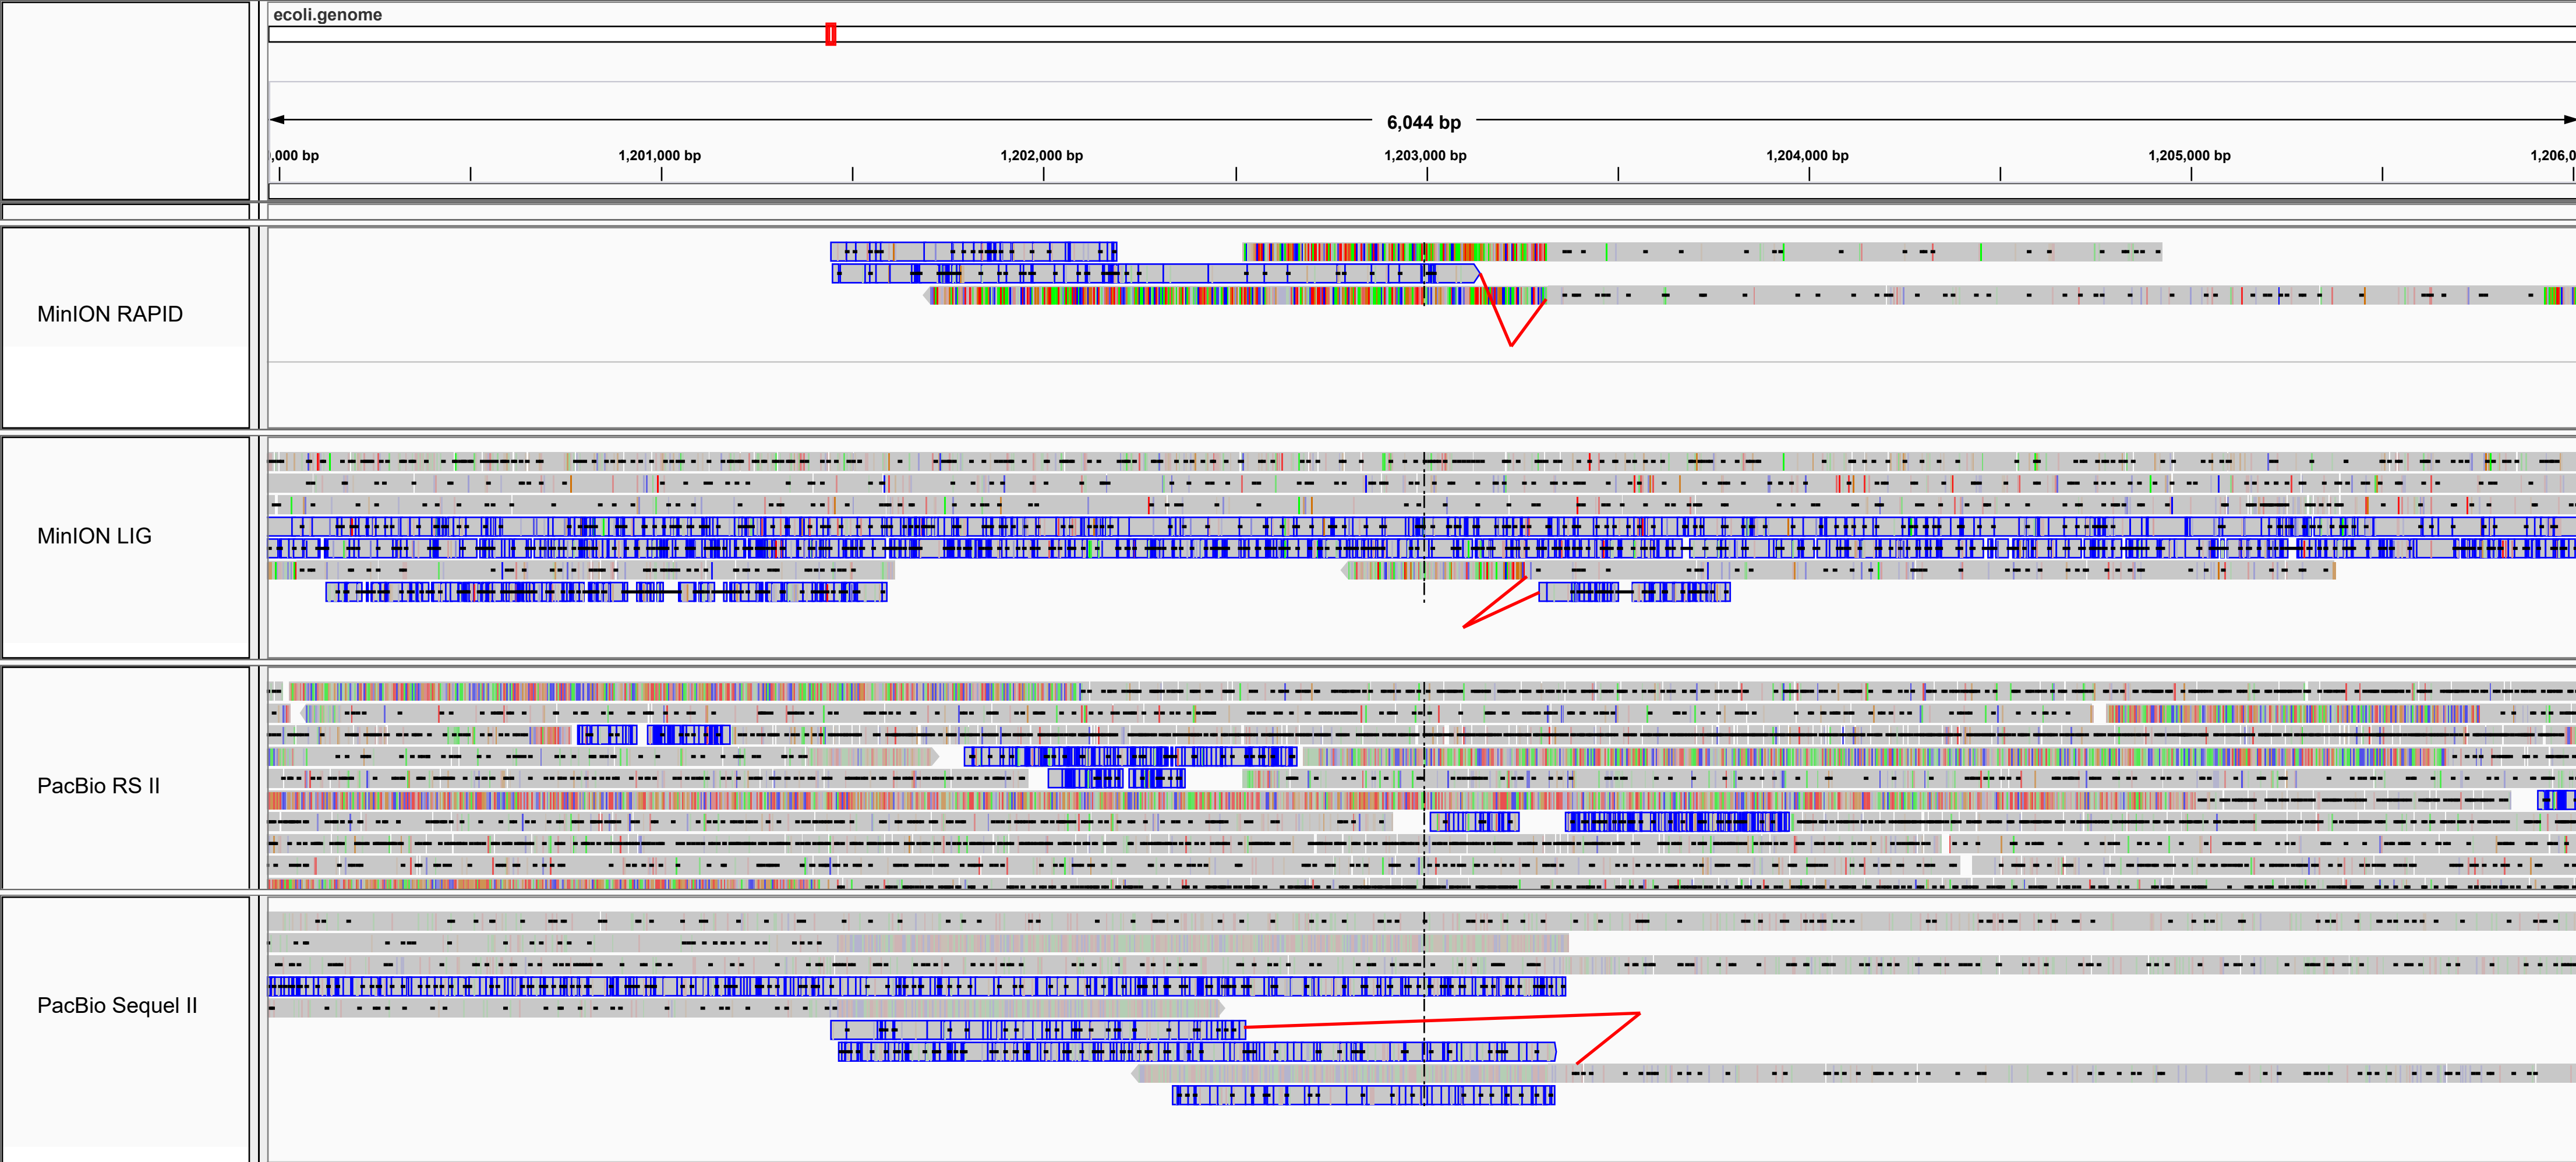 ecoli.genome
6,044 bp
,000 bp 1,201,000 bp 1,202,000 bp 1,203,000 bp 1,204,000 bp 1,205,000 bp 1,206,0
MinION RAPID
MinION LIG
PacBio RS II
PacBio Sequel II